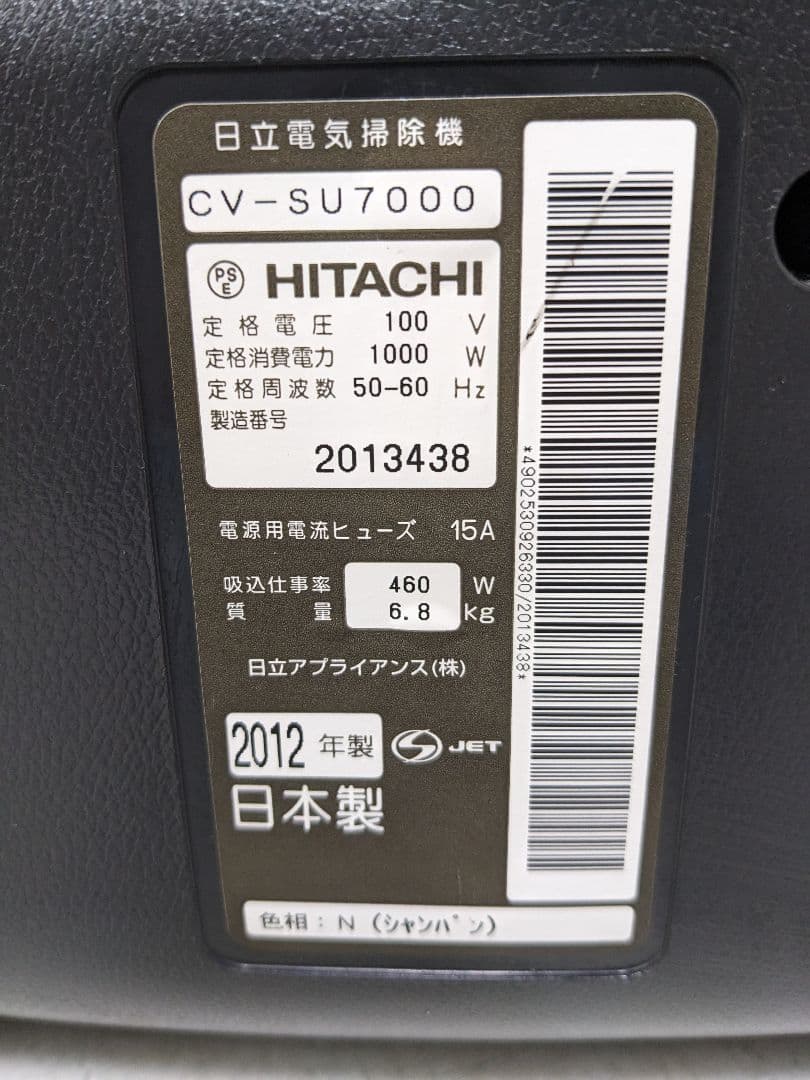 日立電気掃除機
CV-SU7000
PSE HITACHI
定格電圧 100 V
定格消費電力 1000 W
定格周波数 50-60 Hz
製造番号
2013438
電源用電流ヒューズ 15A
吸込仕事率 460 W
質量 6.8 kg
日立アプライアンス(株)
2012 年製 S JET
日本製
色相:N(シャンパン)
*4902530926330/2013438*